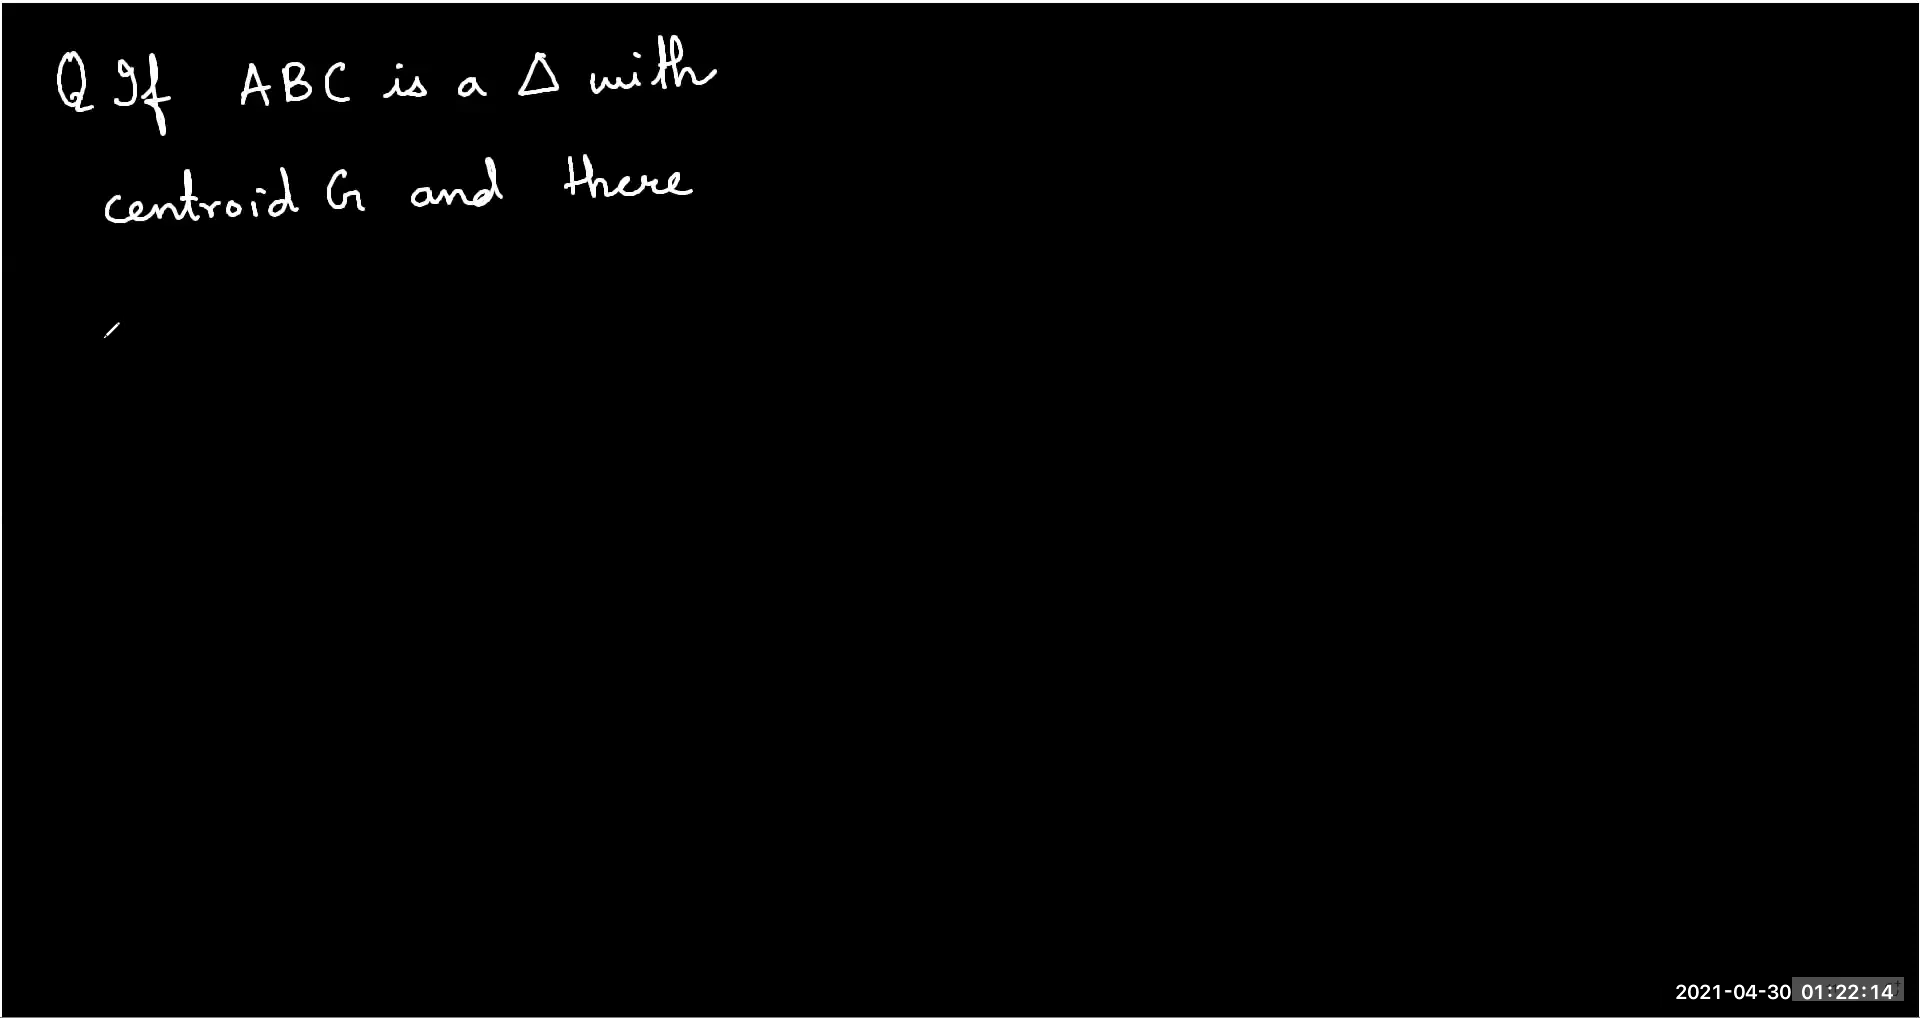 Q If ABC is a Δ with
centroid G and there
2021-04-30 01:22:14